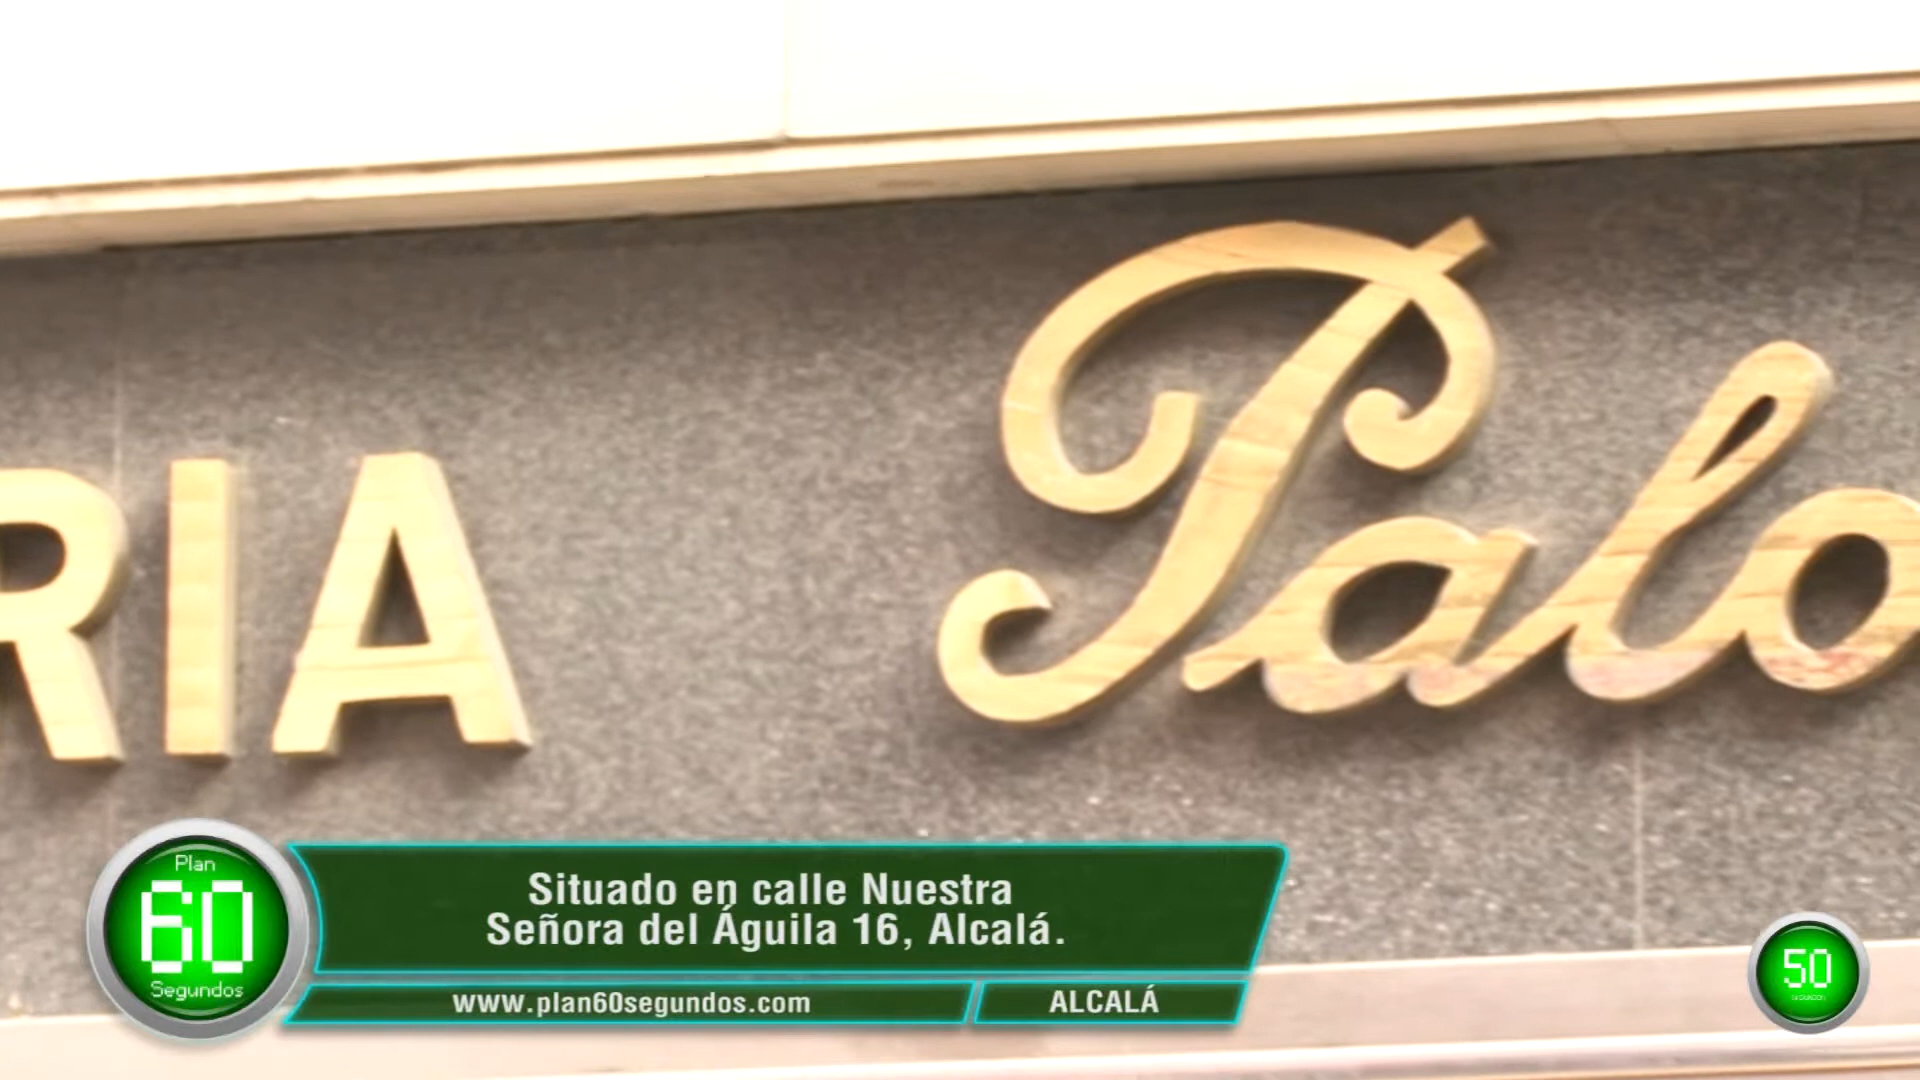 RIA Palo
Plan
60
Segundos
Situado en calle Nuestra
Señora del Águila 16, Alcalá.
www.plan60segundos.com
ALCALÁ
50